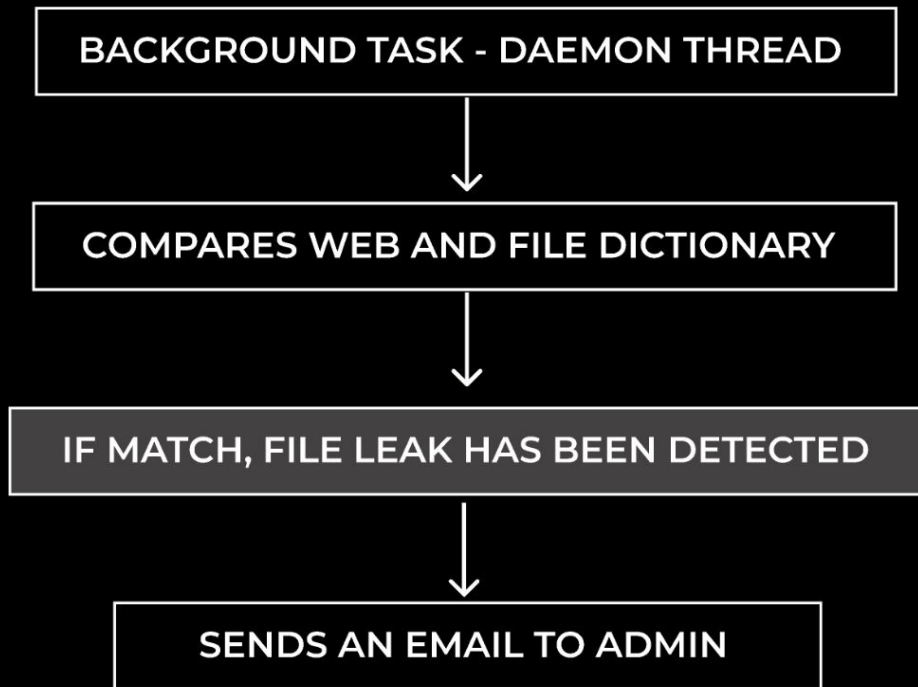 BACKGROUND TASK - DAEMON THREAD
COMPARES WEB AND FILE DICTIONARY
IF MATCH, FILE LEAK HAS BEEN DETECTED
SENDS AN EMAIL TO ADMIN